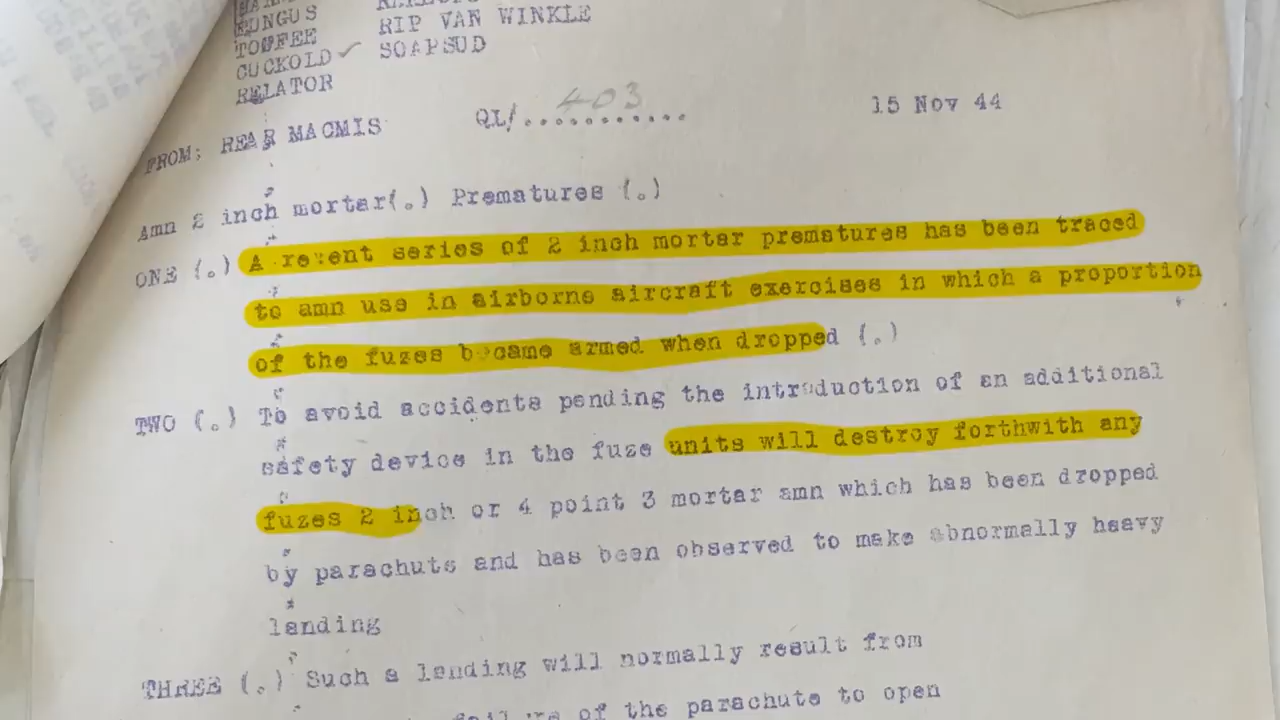 FUNGUS RIP VAN WINKLE
TOFFEE SOAPSUD
CUCKOLD ✓
RELATOR
QL/ 403 ............ 15 Nov 44
FROM; REAR MACMIS
Amn 2 inch mortar(.) Prematures (.)
ONE (.) A recent series of 2 inch mortar prematures has been traced
to amn use in airborne aircraft exercises in which a proportion
of the fuzes became armed when dropped (.)
TWO (.) To avoid accidents pending the introduction of an additional
safety device in the fuze units will destroy forthwith any
fuzes 2 inch or 4 point 3 mortar amn which has been dropped
by parachute and has been observed to make abnormally heavy
landing
THREE (.) Such a landing will normally result from
of the parachute to open